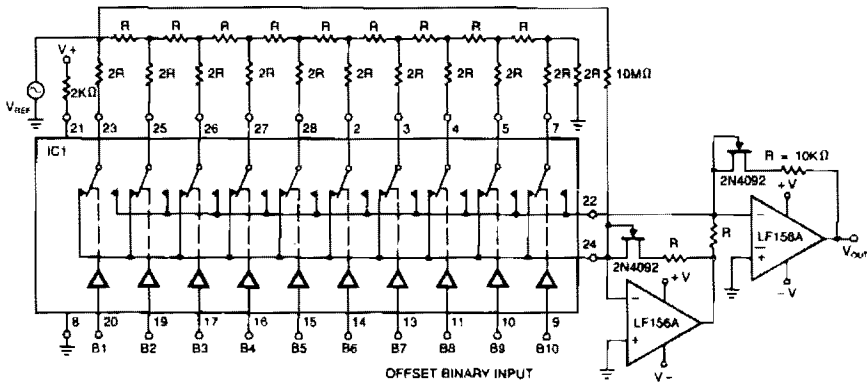 R R R R R R R R
V+
2R 2R 2R 2R 2R 2R 2R 2R 2R 2R 10MΩ
2KΩ
VREF
21 23 25 26 27 28 2 3 4 5 7
IC1
R = 10KΩ
2N4092
+V
22
R
LF156A
VOUT
24
2N4092
R
+V
-V
LF156A
V-
8 20 19 17 16 15 14 13 11 10 9
B1 B2 B3 B4 B5 B6 B7 B8 B9 B10
OFFSET BINARY INPUT